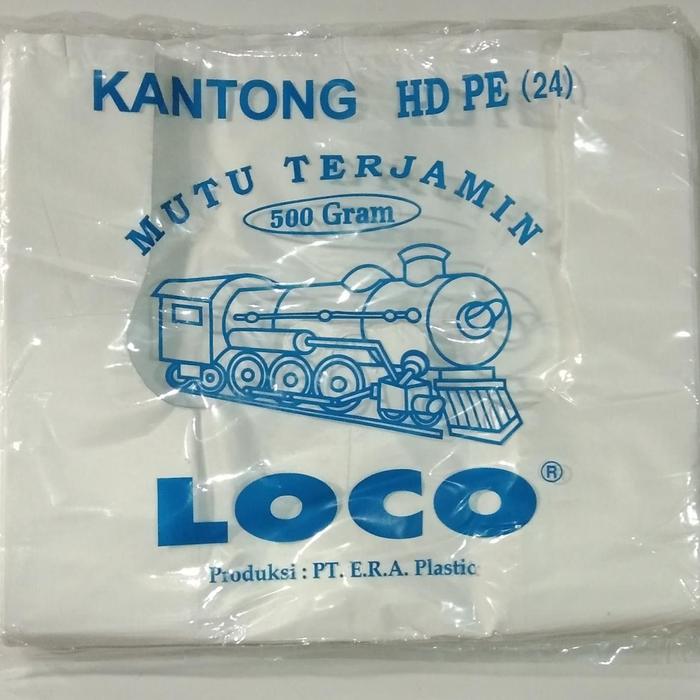 KANTONG HD PE (24)
MUTU TERJAMIN
500 Gram
LOCO ®
Produksi : PT. E.R.A. Plastic